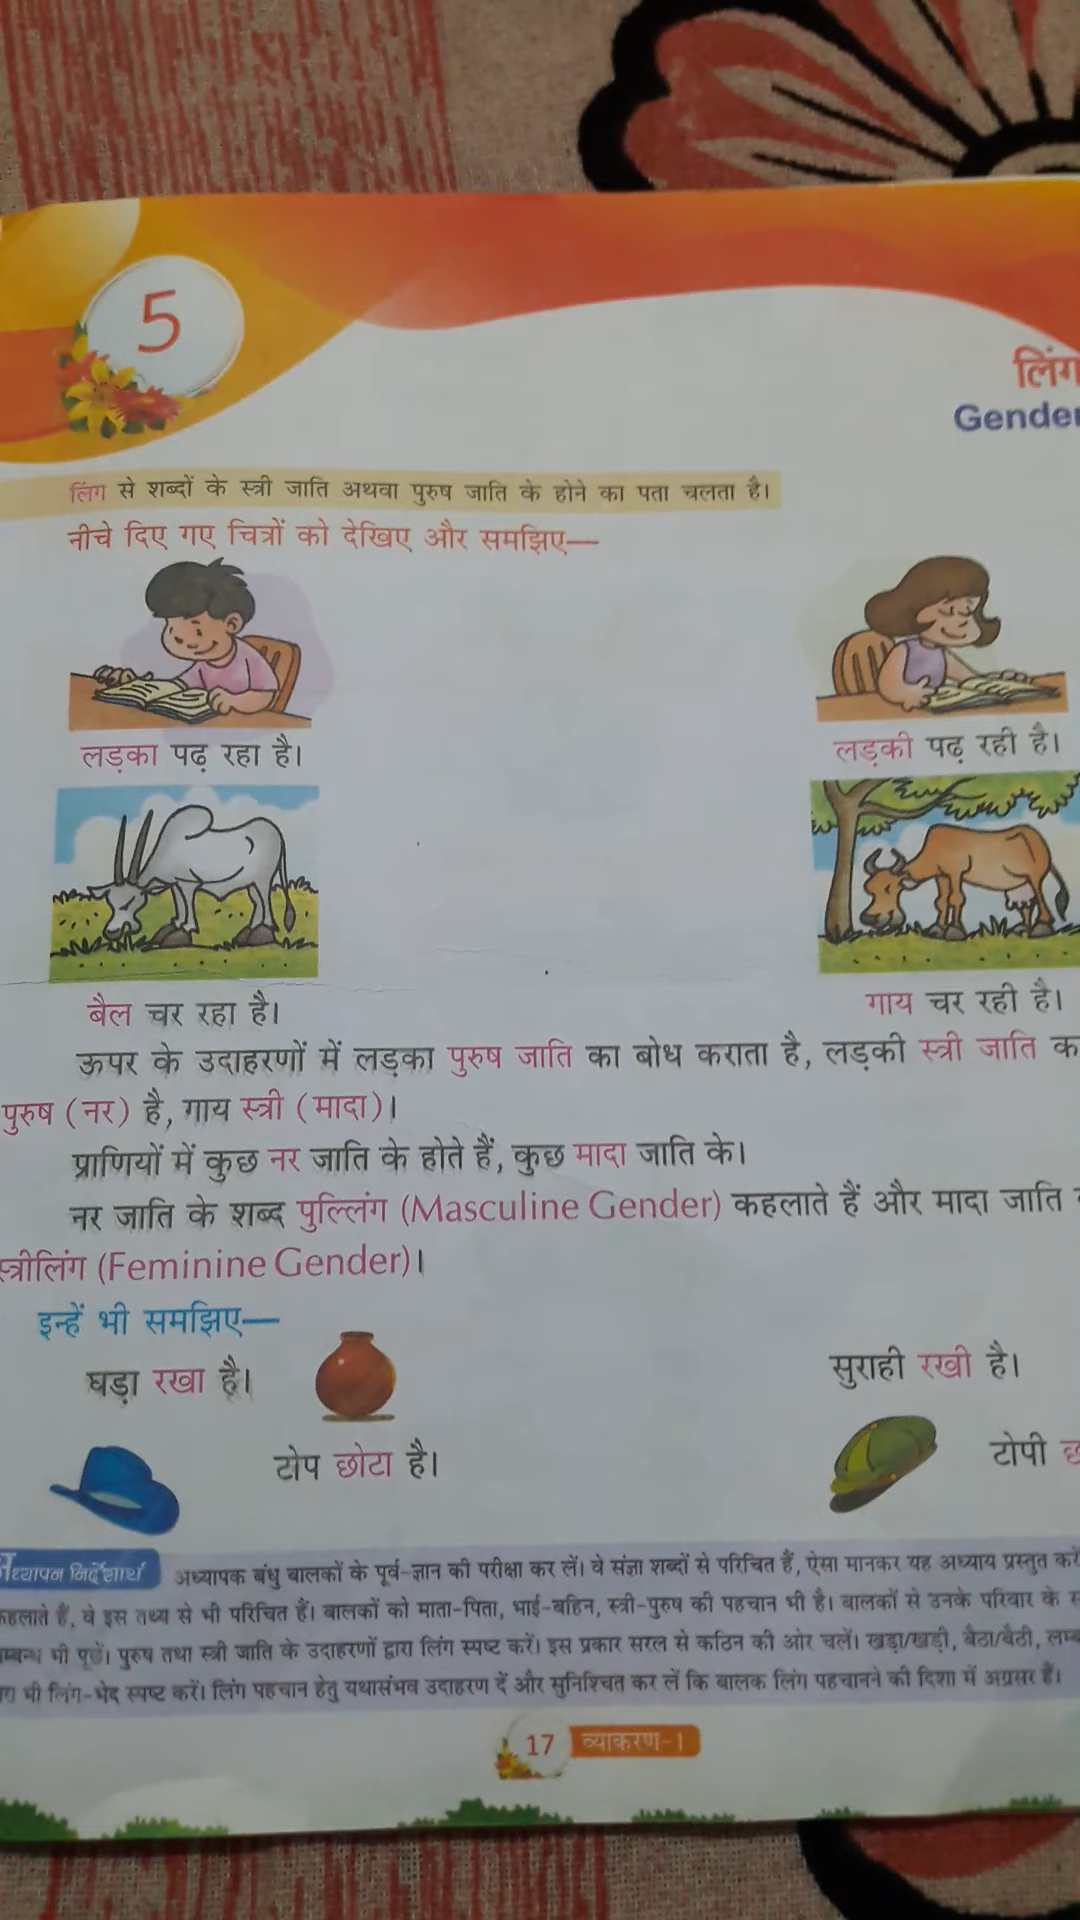 5
लिंग
Gender
लिंग से शब्दों के स्त्री जाति अथवा पुरुष जाति के होने का पता चलता है।
नीचे दिए गए चित्रों को देखिए और समझिए—
लड़का पढ़ रहा है।
लड़की पढ़ रही है।
बैल चर रहा है।
गाय चर रही है।
ऊपर के उदाहरणों में लड़का पुरुष जाति का बोध कराता है, लड़की स्त्री जाति
पुरुष (नर) है, गाय स्त्री (मादा)।
प्राणियों में कुछ नर जाति के होते हैं, कुछ मादा जाति के।
नर जाति के शब्द पुल्लिंग (Masculine Gender) कहलाते हैं और मादा जाति
स्त्रीलिंग (Feminine Gender)।
इन्हें भी समझिए—
घड़ा रखा है।
सुराही रखी है।
टोप छोटा है।
टोपी
अध्यापन निर्देशार्थ अध्यापक बंधु बालकों के पूर्व-ज्ञान की परीक्षा कर लें। वे संज्ञा शब्दों से परिचित हैं, ऐसा मानकर यह अध्याय प्रस्तुत करें
कहलाते हैं, वे इस तथ्य से भी परिचित हैं। बालकों को माता-पिता, भाई-बहिन, स्त्री-पुरुष की पहचान भी है। बालकों से उनके परिवार के
भी पूछें। पुरुष तथा स्त्री जाति के उदाहरणों द्वारा लिंग स्पष्ट करें। इस प्रकार सरल से कठिन की ओर चलें। खड़ा/खड़ी, बैठा/बैठी,
भी लिंग-भेद स्पष्ट करें। लिंग पहचान हेतु यथासंभव उदाहरण दें और सुनिश्चित कर लें कि बालक लिंग पहचानने की दिशा में अग्रसर हैं।
17 व्याकरण-1